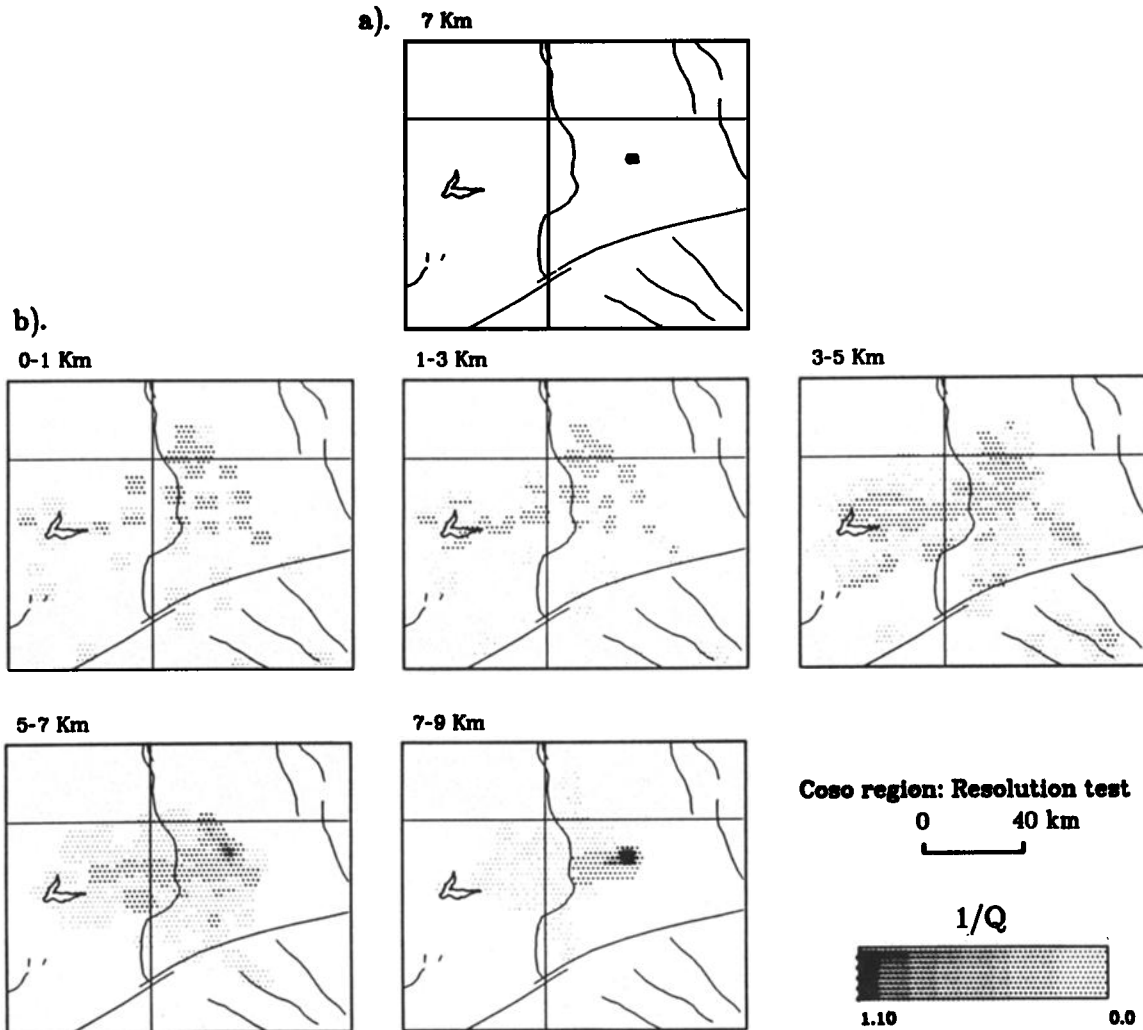 a). 7 Km
b).
0-1 Km
1-3 Km
3-5 Km
5-7 Km
7-9 Km
Coso region: Resolution test
0 40 km
1/Q
1.10 0.0